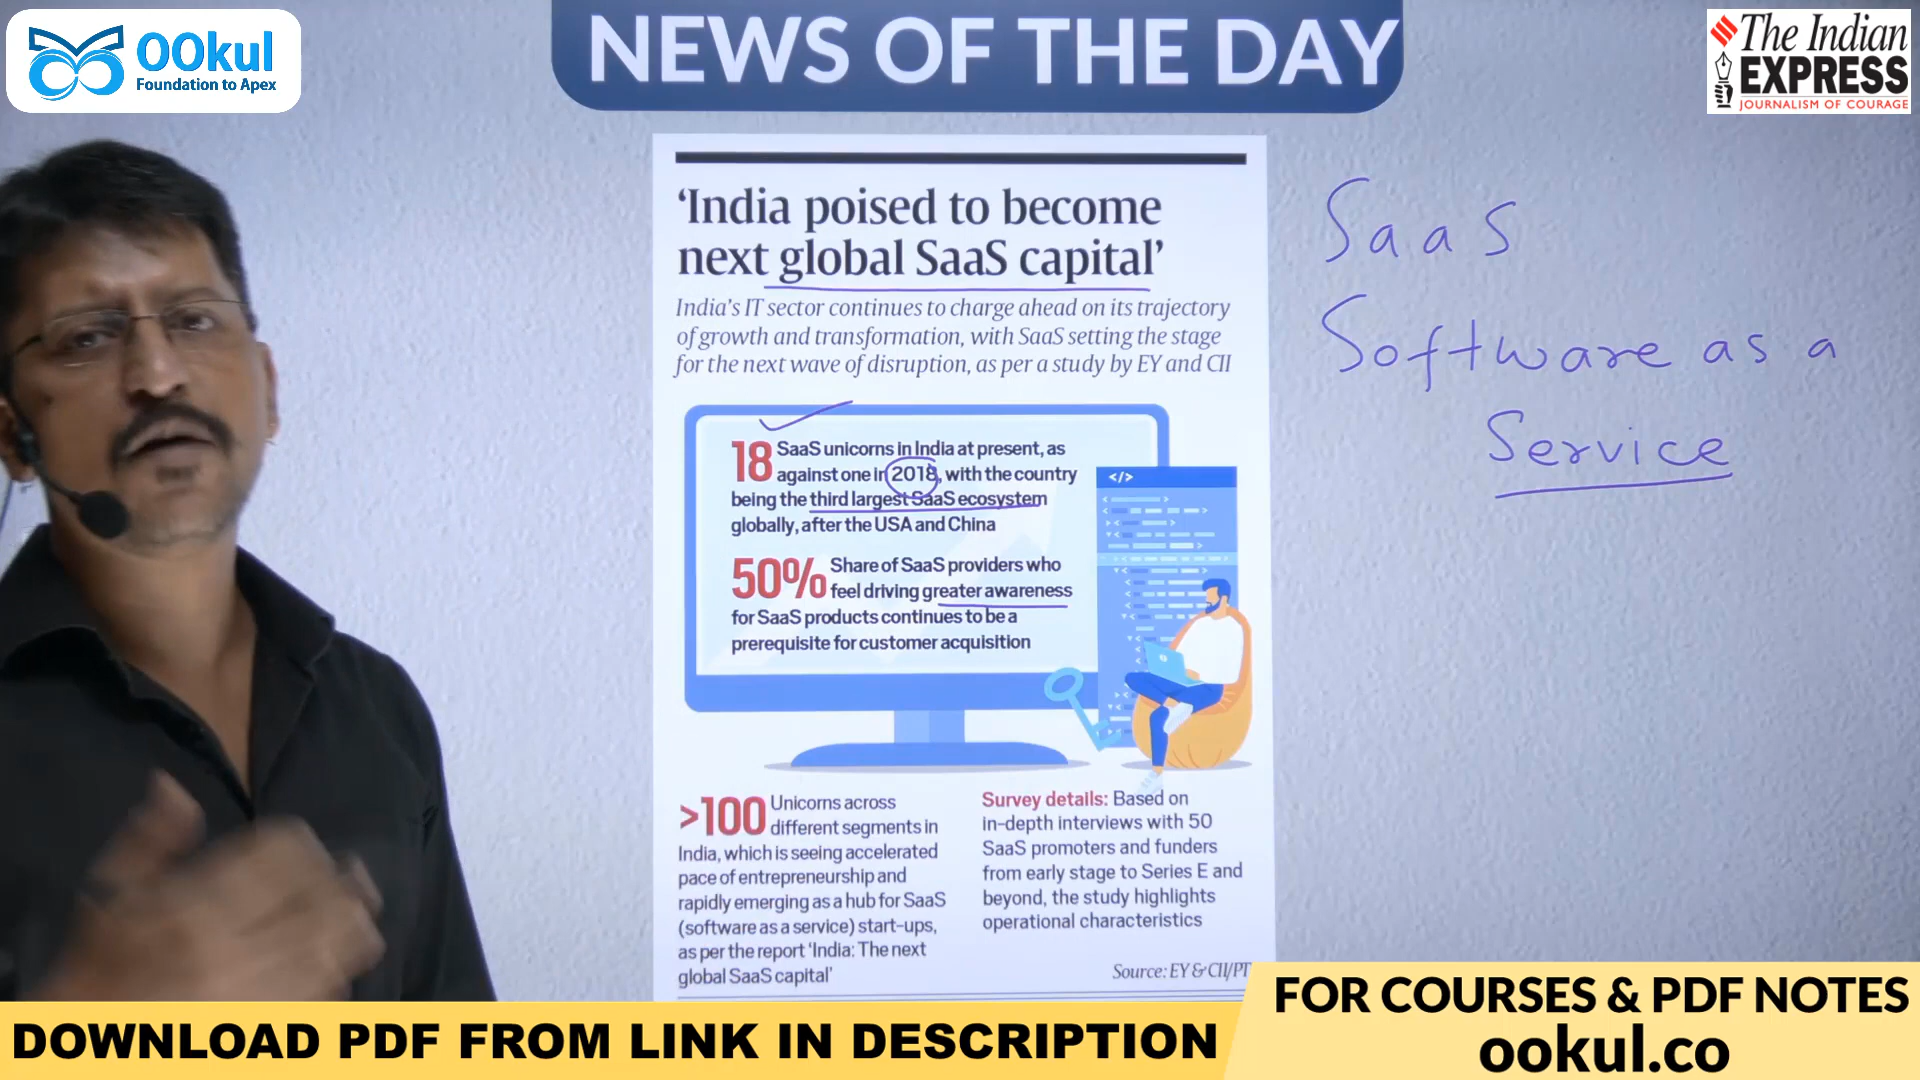 OOkul
Foundation to Apex
NEWS OF THE DAY
The Indian
EXPRESS
JOURNALISM OF COURAGE
‘India poised to become
next global SaaS capital’
India's IT sector continues to charge ahead on its trajectory
of growth and transformation, with SaaS setting the stage
for the next wave of disruption, as per a study by EY and CII
18 SaaS unicorns in India at present, as
against one in 2018, with the country
being the third largest SaaS ecosystem
globally, after the USA and China
50% Share of SaaS providers who
feel driving greater awareness
for SaaS products continues to be a
prerequisite for customer acquisition
</>
>100 Unicorns across
different segments in
India, which is seeing accelerated
pace of entrepreneurship and
rapidly emerging as a hub for SaaS
(software as a service) start-ups,
as per the report ‘India: The next
global SaaS capital’
Survey details: Based on
in-depth interviews with 50
SaaS promoters and funders
from early stage to Series E and
beyond, the study highlights
operational characteristics
Source: EY & CII/PT
SaaS
Software as a
Service
DOWNLOAD PDF FROM LINK IN DESCRIPTION
FOR COURSES & PDF NOTES
ookul.co